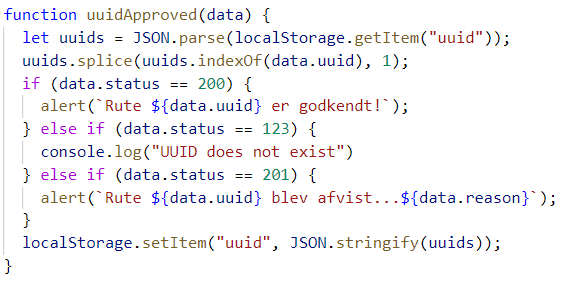 function uuidApproved(data) {
  let uuids = JSON.parse(localStorage.getItem("uuid"));
  uuids.splice(uuids.indexOf(data.uuid), 1);
  if (data.status == 200) {
    alert(`Rute ${data.uuid} er godkendt!`);
  } else if (data.status == 123) {
    console.log("UUID does not exist")
  } else if (data.status == 201) {
    alert(`Rute ${data.uuid} blev afvist...${data.reason}`);
  }
  localStorage.setItem("uuid", JSON.stringify(uuids));
}